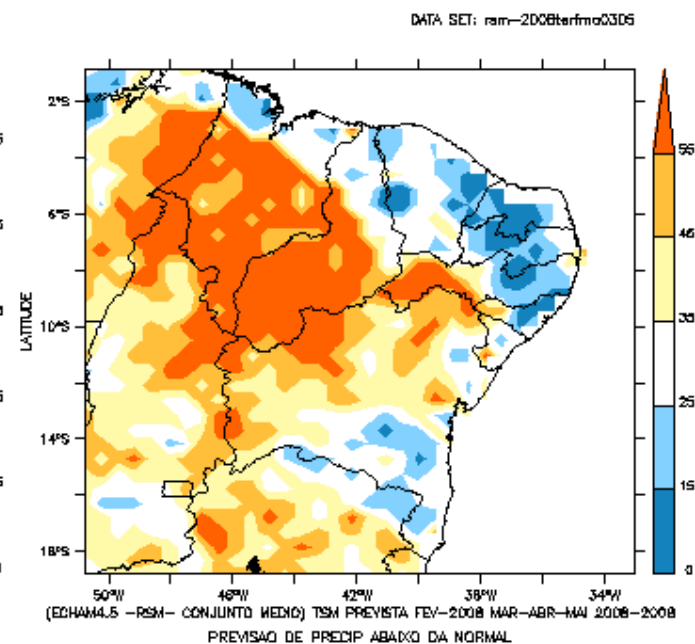 DATA SET: rsm-2008terfma0305
2°S
6°S
10°S
14°S
18°S
LATITUDE
50°W 46°W 42°W 38°W 34°W
55
45
35
25
15
0
(ECHAM4.5 -RSM- CONJUNTO MEDIO) TSM PREVISTA FEV-2008 MAR-ABR-MAI 2008-2008
PREVISAO DE PRECIP ABAIXO DA NORMAL